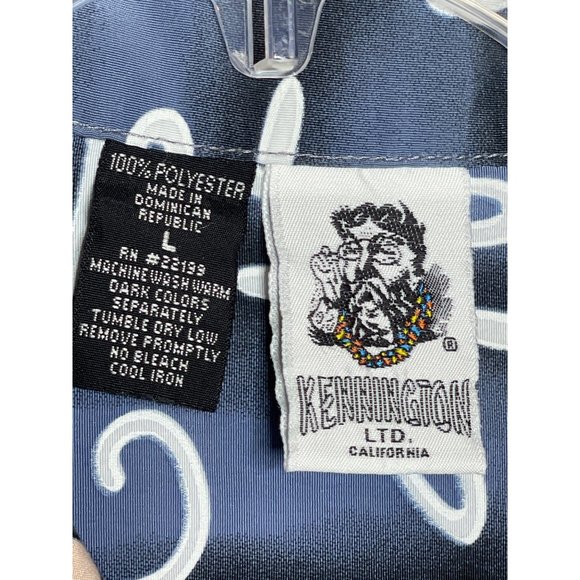 100% POLYESTER
MADE IN
DOMINICAN
REPUBLIC
L
RN #22199
MACHINE WASH WARM
DARK COLORS
SEPARATELY
TUMBLE DRY LOW
REMOVE PROMPTLY
NO BLEACH
COOL IRON
®
KENNINGTON
LTD.
CALIFORNIA